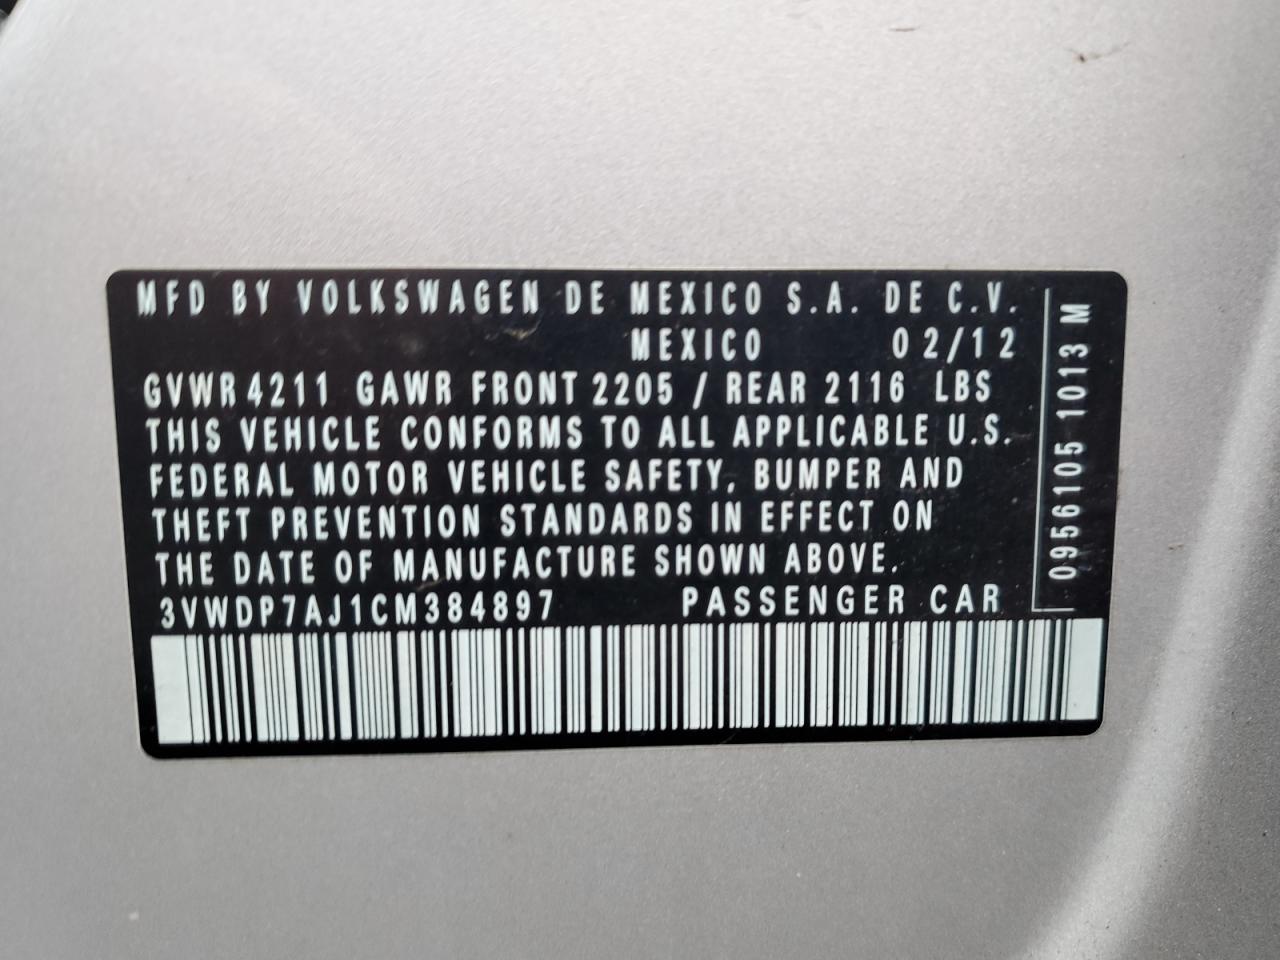 MFD BY VOLKSWAGEN DE MEXICO S.A. DE C.V.
MEXICO 02/12
GVWR 4211 GAWR FRONT 2205 / REAR 2116 LBS
THIS VEHICLE CONFORMS TO ALL APPLICABLE U.S.
FEDERAL MOTOR VEHICLE SAFETY, BUMPER AND
THEFT PREVENTION STANDARDS IN EFFECT ON
THE DATE OF MANUFACTURE SHOWN ABOVE.
3VWDP7AJ1CM384897 PASSENGER CAR
0956105 1013 M